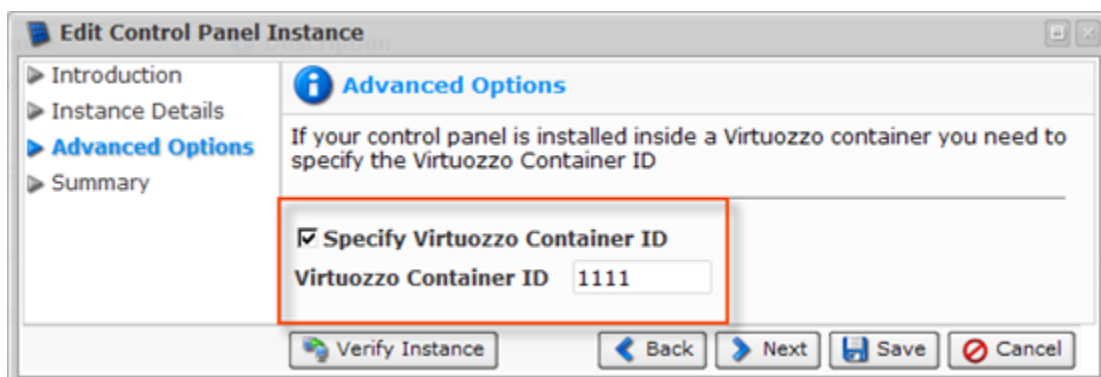 Edit Control Panel Instance
Introduction
Instance Details
Advanced Options
Summary
Advanced Options
If your control panel is installed inside a Virtuozzo container you need to
specify the Virtuozzo Container ID
Specify Virtuozzo Container ID
Virtuozzo Container ID 1111
Verify Instance Back Next Save Cancel